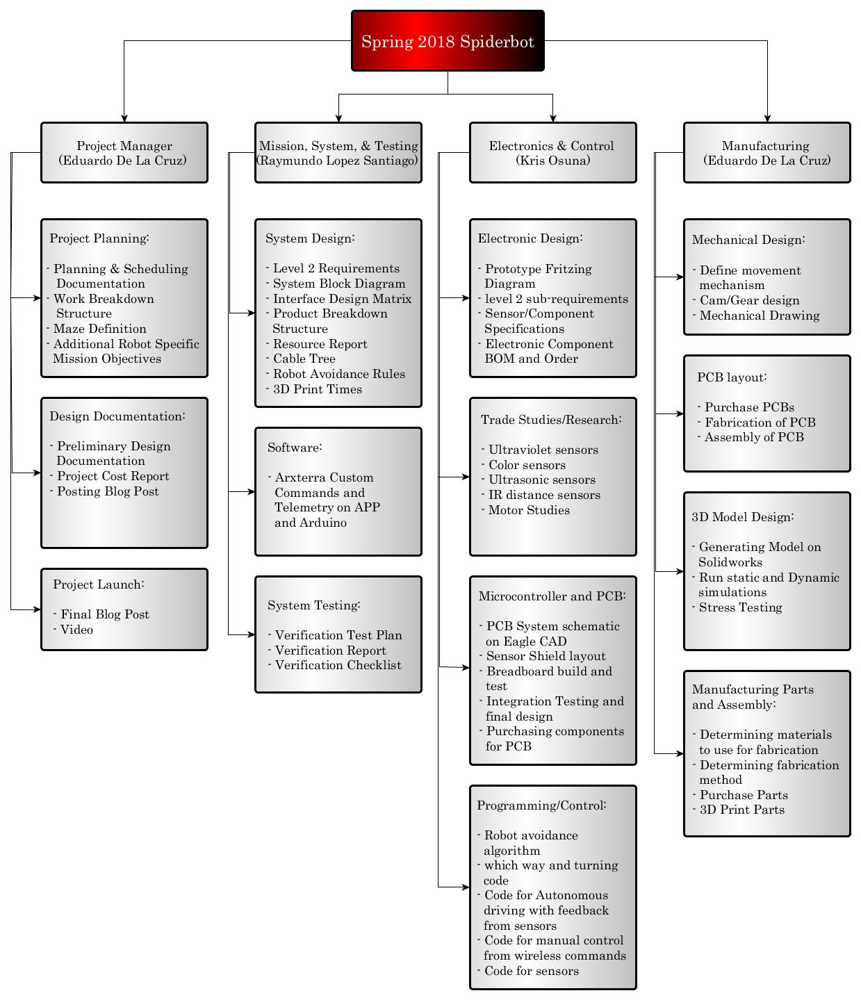 Spring 2018 Spiderbot
Project Manager
(Eduardo De La Cruz)
Project Planning:
- Planning & Scheduling
Documentation
- Work Breakdown
Structure
- Maze Definition
- Additional Robot Specific
Mission Objectives
Design Documentation:
- Preliminary Design
Documentation
- Project Cost Report
- Posting Blog Post
Project Launch:
- Final Blog Post
- Video
Mission, System, & Testing
(Raymundo Lopez Santiago)
System Design:
- Level 2 Requirements
- System Block Diagram
- Interface Design Matrix
- Product Breakdown
Structure
- Resource Report
- Cable Tree
- Robot Avoidance Rules
- 3D Print Times
Software:
- Arxterra Custom
Commands and
Telemetry on APP
and Arduino
System Testing:
- Verification Test Plan
- Verification Report
- Verification Checklist
Electronics & Control
(Kris Osuna)
Electronic Design:
- Prototype Fritzing
Diagram
- level 2 sub-requirements
- Sensor/Component
Specifications
- Electronic Component
BOM and Order
Trade Studies/Research:
- Ultraviolet sensors
- Color sensors
- Ultrasonic sensors
- IR distance sensors
- Motor Studies
Microcontroller and PCB:
- PCB System schematic
on Eagle CAD
- Sensor Shield layout
- Breadboard build and
test
- Integration Testing and
final design
- Purchasing components
for PCB
Programming/Control:
- Robot avoidance
algorithm
- which way and turning
code
- Code for Autonomous
driving with feedback
from sensors
- Code for manual control
from wireless commands
- Code for sensors
Manufacturing
(Eduardo De La Cruz)
Mechanical Design:
- Define movement
mechanism
- Cam/Gear design
- Mechanical Drawing
PCB layout:
- Purchase PCBs
- Fabrication of PCB
- Assembly of PCB
3D Model Design:
- Generating Model on
Solidworks
- Run static and Dynamic
simulations
- Stress Testing
Manufacturing Parts
and Assembly:
- Determining materials
to use for fabrication
- Determining fabrication
method
- Purchase Parts
- 3D Print Parts